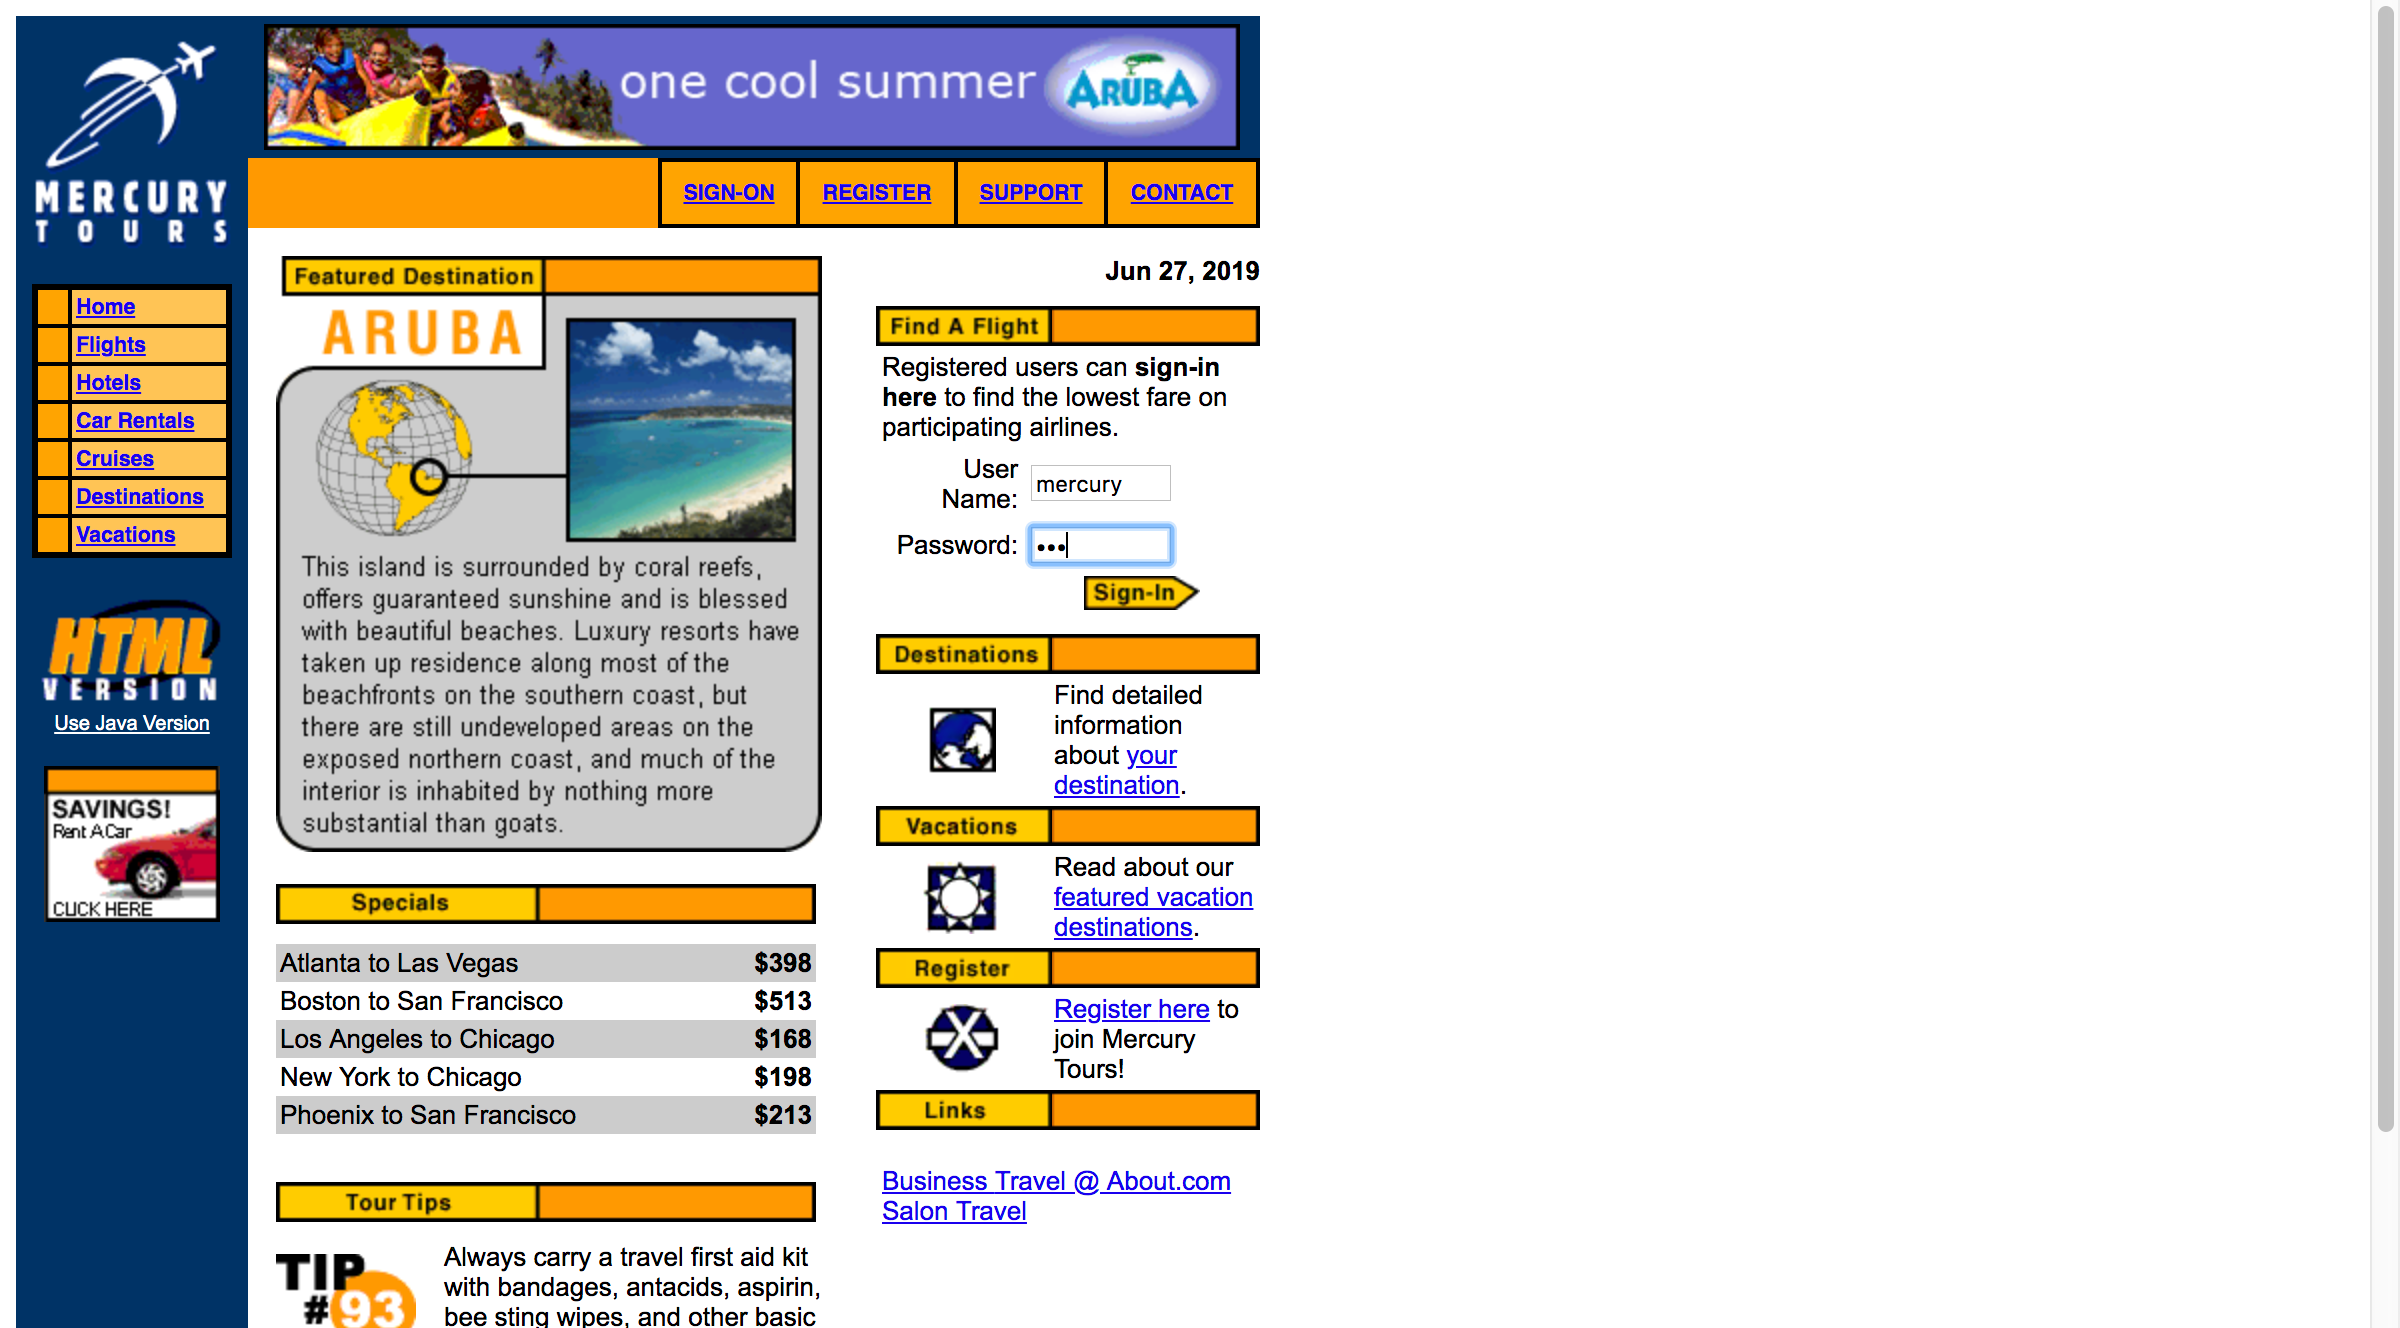 one cool summer
ARUBA
MERCURY
TOURS
SIGN-ON
REGISTER
SUPPORT
CONTACT
Home
Flights
Hotels
Car Rentals
Cruises
Destinations
Vacations
HTML
VERSION
Use Java Version
SAVINGS!
Rent A Car
CLICK HERE
Featured Destination
ARUBA
This island is surrounded by coral reefs,
offers guaranteed sunshine and is blessed
with beautiful beaches. Luxury resorts have
taken up residence along most of the
beachfronts on the southern coast, but
there are still undeveloped areas on the
exposed northern coast, and much of the
interior is inhabited by nothing more
substantial than goats.
Specials
Atlanta to Las Vegas $398
Boston to San Francisco $513
Los Angeles to Chicago $168
New York to Chicago $198
Phoenix to San Francisco $213
Tour Tips
TIP
#93
Always carry a travel first aid kit
with bandages, antacids, aspirin,
bee sting wipes, and other basic
Jun 27, 2019
Find A Flight
Registered users can sign-in
here to find the lowest fare on
participating airlines.
User
Name: mercury
Password: •••
Sign-In
Destinations
Find detailed
information
about your
destination.
Vacations
Read about our
featured vacation
destinations.
Register
Register here to
join Mercury
Tours!
Links
Business Travel @ About.com
Salon Travel